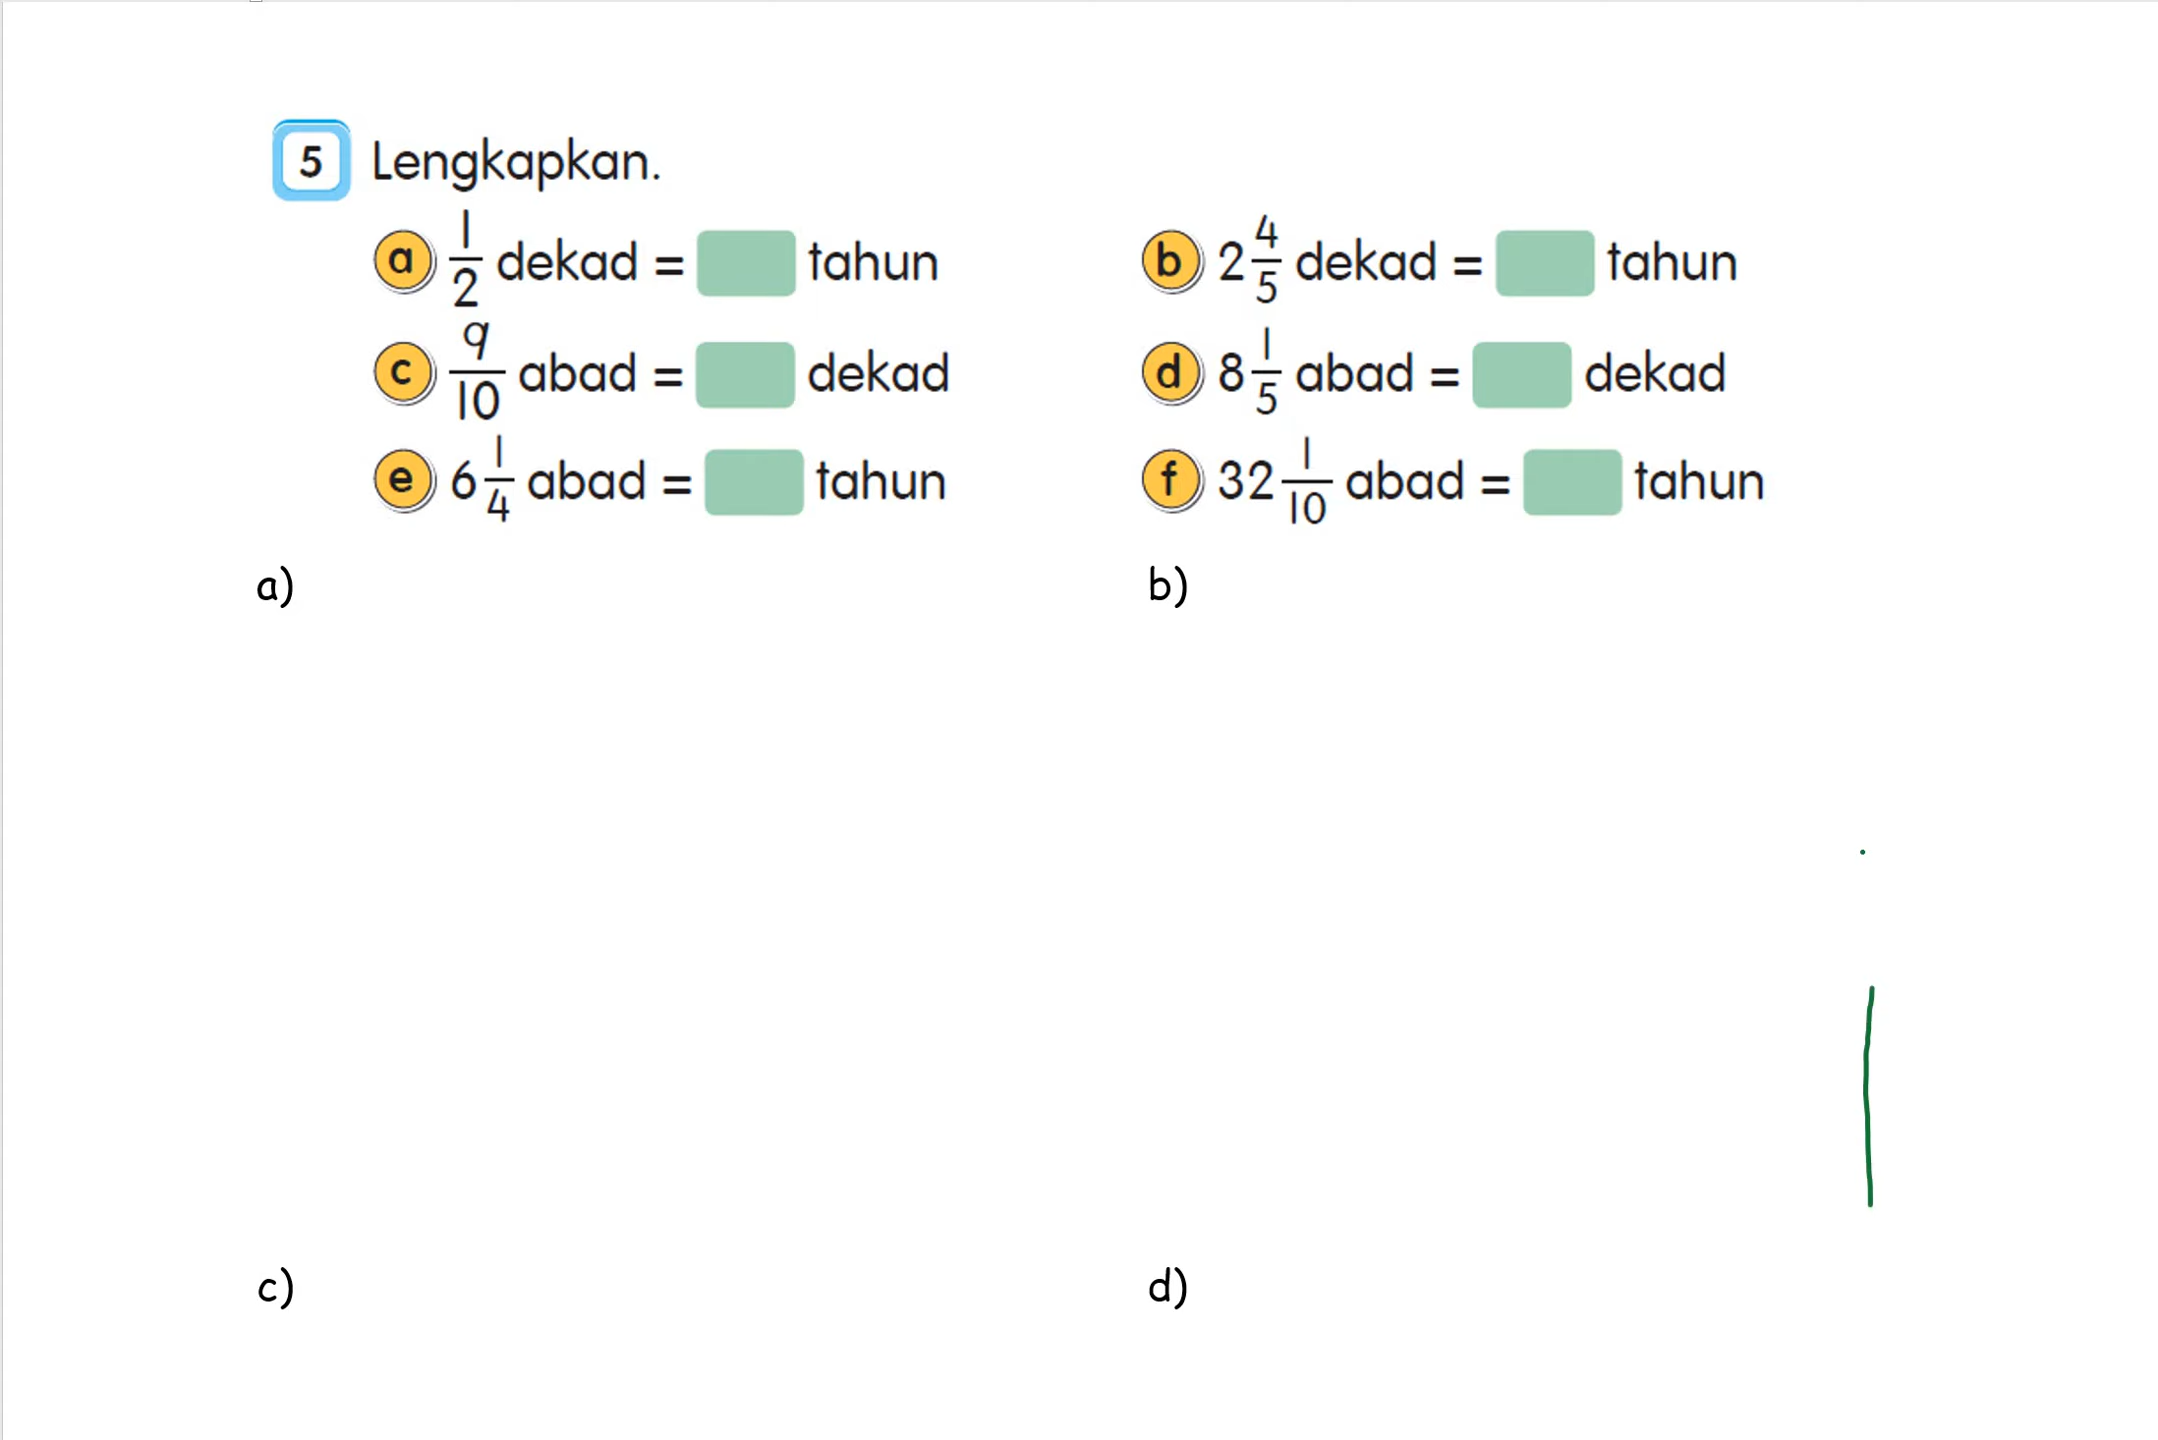 5 Lengkapkan.
a 1/2 dekad = tahun
b 2 4/5 dekad = tahun
c 9/10 abad = dekad
d 8 1/5 abad = dekad
e 6 1/4 abad = tahun
f 32 1/10 abad = tahun
a)
b)
c)
d)